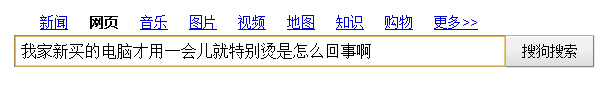 新闻 网页 音乐 图片 视频 地图 知识 购物 更多>>
我家新买的电脑才用一会儿就特别烫是怎么回事啊 搜狗搜索